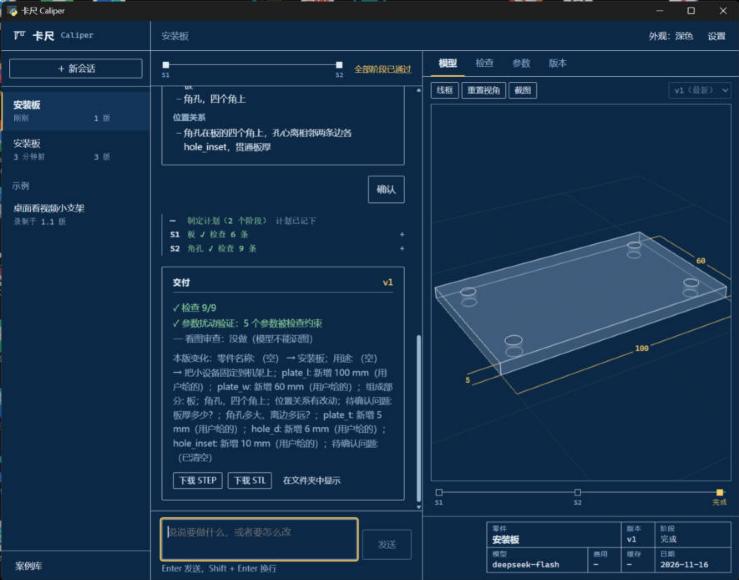 卡尺 Caliper
卡尺 Caliper
安装板
外观: 深色
设置
+ 新会话
安装板
刚刚
1 版
安装板
3 分钟前
3 版
示例
桌面看视频小支架
录制于 1.1 版
案例库
S1
S2
全部阶段已通过
板
– 角孔，四个角上
位置关系
– 角孔在板的四个角上，孔心离相邻两条边各
hole_inset，贯通板厚
确认
— 制定计划（2 个阶段） 计划已记下
S1 板 ✓ 检查 6 条 +
S2 角孔 ✓ 检查 9 条 +
交付
v1
✓ 检查 9/9
✓ 参数扰动验证：5 个参数被检查约束
— 看图审查：没做（模型不能识图）
本版变化：零件名称:（空）→ 安装板；用途:（空）
→ 把小设备固定到机架上；plate_l: 新增 100 mm（用
户给的）；plate_w: 新增 60 mm（用户给的）；组成部
分: 板；角孔，四个角上；位置关系有改动；待确认问题:
板厚多少？；角孔多大、离边多远？；plate_t: 新增 5
mm（用户给的）；hole_d: 新增 6 mm（用户给的）；
hole_inset: 新增 10 mm（用户给的）；待确认问题:
（已清空）
下载 STEP
下载 STL
在文件夹中显示
说说要做什么，或者要怎么改
发送
Enter 发送，Shift + Enter 换行
模型
检查
参数
版本
线框
重置视角
截图
v1（最新）
60
100
5
S1
S2
完成
零件
安装板
版本
v1
阶段
完成
模型
deepseek-flash
费用
—
缓存
—
日期
2026-11-16